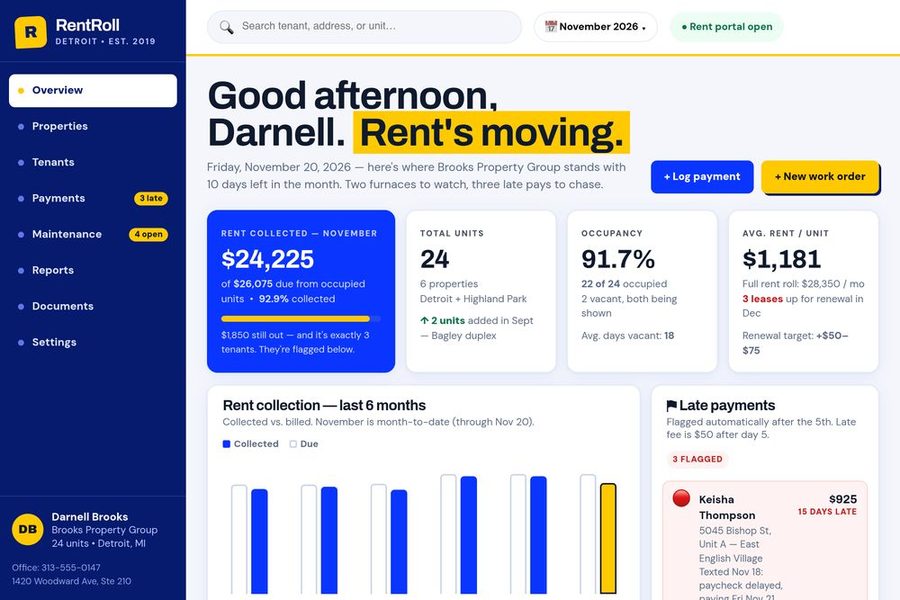 R
RentRoll
DETROIT • EST. 2019
Overview
Properties
Tenants
Payments
3 late
Maintenance
4 open
Reports
Documents
Settings
DB
Darnell Brooks
Brooks Property Group
24 units • Detroit, MI
Office: 313-555-0147
1420 Woodward Ave, Ste 210
Search tenant, address, or unit…
November 2026
Rent portal open
Good afternoon,
Darnell. Rent's moving.
Friday, November 20, 2026 — here's where Brooks Property Group stands with
10 days left in the month. Two furnaces to watch, three late pays to chase.
+ Log payment
+ New work order
RENT COLLECTED — NOVEMBER
$24,225
of $26,075 due from occupied
units • 92.9% collected
$1,850 still out — and it's exactly 3
tenants. They're flagged below.
TOTAL UNITS
24
6 properties
Detroit + Highland Park
↑ 2 units added in Sept
— Bagley duplex
OCCUPANCY
91.7%
22 of 24 occupied
2 vacant, both being
shown
Avg. days vacant: 18
AVG. RENT / UNIT
$1,181
Full rent roll: $28,350 / mo
3 leases up for renewal in
Dec
Renewal target: +$50–
$75
Rent collection — last 6 months
Collected vs. billed. November is month-to-date (through Nov 20).
Collected
Due
Late payments
Flagged automatically after the 5th. Late
fee is $50 after day 5.
3 FLAGGED
Keisha
Thompson
$925
15 DAYS LATE
5045 Bishop St,
Unit A — East
English Village
Texted Nov 18:
paycheck delayed,
paying Fri Nov 21